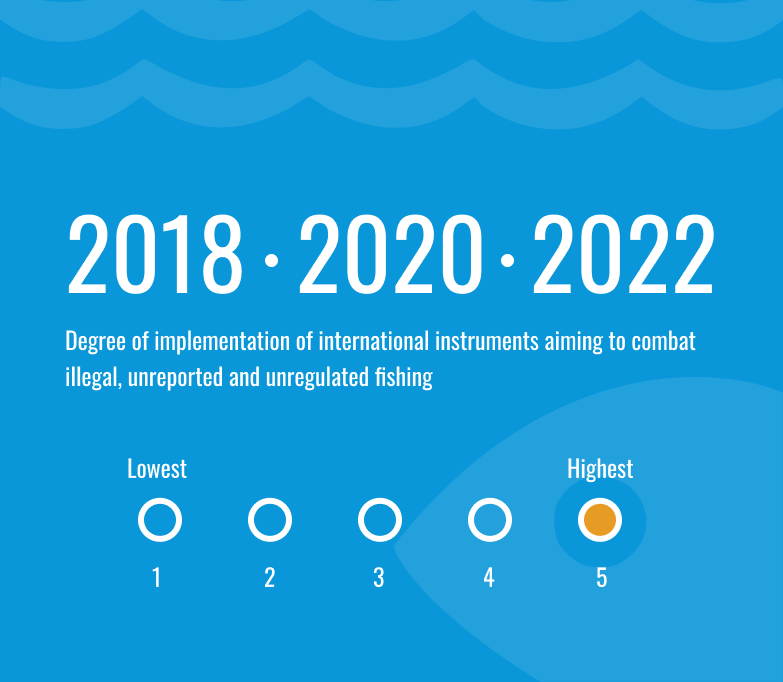 2018 · 2020 · 2022
Degree of implementation of international instruments aiming to combat
illegal, unreported and unregulated fishing
Lowest Highest
1 2 3 4 5